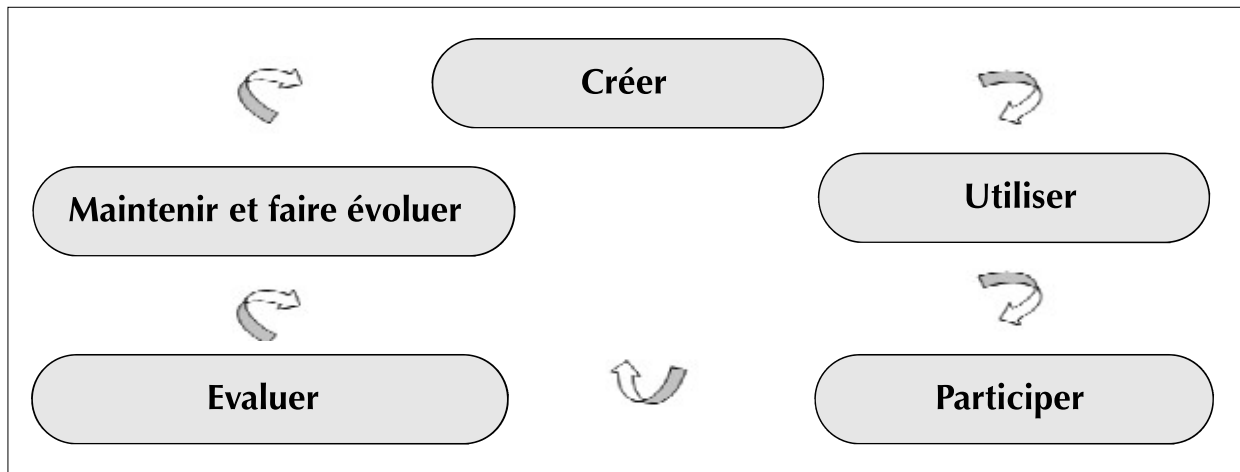 Créer
Maintenir et faire évoluer
Utiliser
Evaluer
Participer